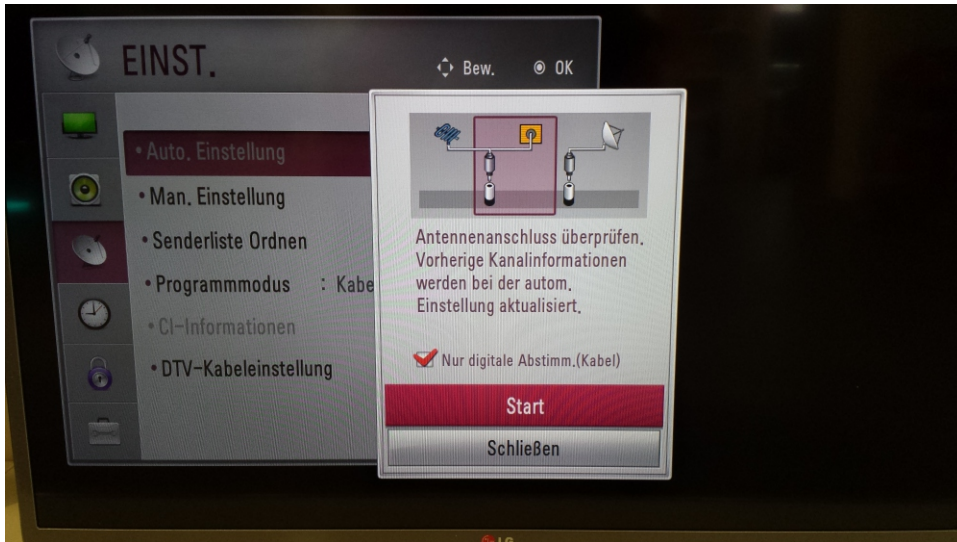 EINST.
Bew.
OK
• Auto. Einstellung
• Man. Einstellung
• Senderliste Ordnen
• Programmmodus : Kabe
• CI-Informationen
• DTV-Kabeleinstellung
Antennenanschluss überprüfen.
Vorherige Kanalinformationen
werden bei der autom.
Einstellung aktualisiert.
Nur digitale Abstimm.(Kabel)
Start
Schließen
LG